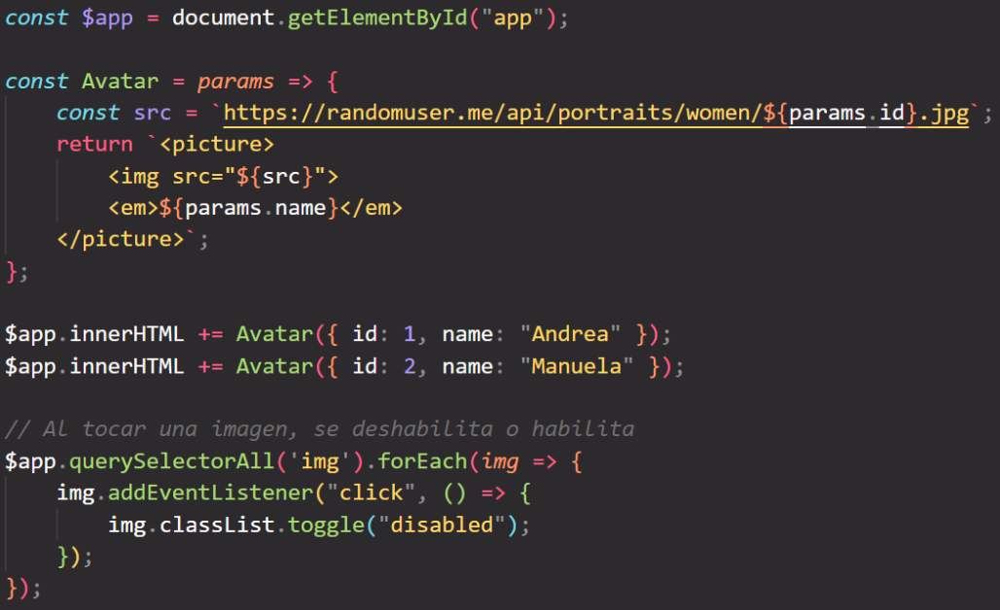 const $app = document.getElementById("app");
const Avatar = params => {
    const src = `https://randomuser.me/api/portraits/women/${params.id}.jpg`;
    return `<picture>
        <img src="${src}">
        <em>${params.name}</em>
    </picture>`;
};
$app.innerHTML += Avatar({ id: 1, name: "Andrea" });
$app.innerHTML += Avatar({ id: 2, name: "Manuela" });
// Al tocar una imagen, se deshabilita o habilita
$app.querySelectorAll('img').forEach(img => {
    img.addEventListener("click", () => {
        img.classList.toggle("disabled");
    });
});